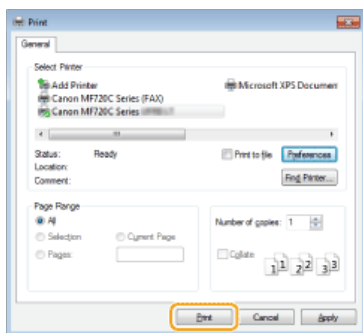 Print
General
Select Printer
Add Printer
Microsoft XPS Documen
Canon MF720C Series (FAX)
Canon MF720C Series
Status: Ready
Print to file
Preferences
Location:
Comment:
Find Printer...
Page Range
All
Number of copies: 1
Selection
Current Page
Pages:
Collate
1 1 2 2 3 3
Print
Cancel
Apply